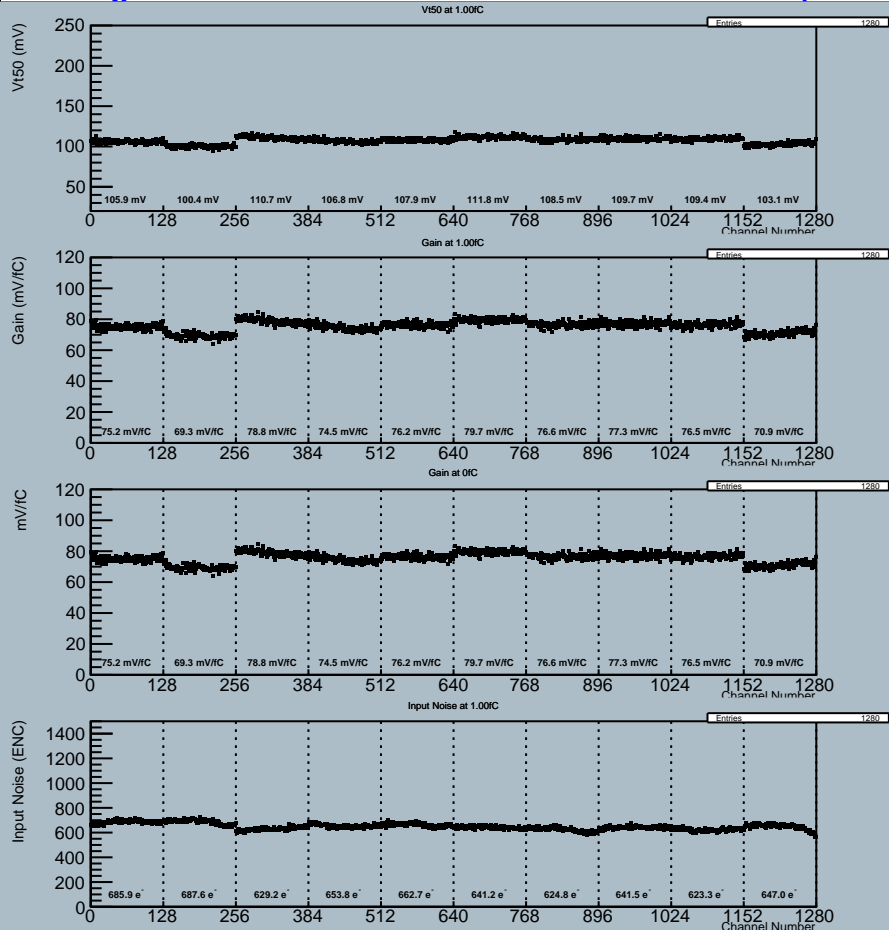 Vt50 at 1.00fC
Entries 1280
Vt50 (mV)
250
200
150
100
50
105.9 mV 100.4 mV 110.7 mV 106.8 mV 107.9 mV 111.8 mV 108.5 mV 109.7 mV 109.4 mV 103.1 mV
0 128 256 384 512 640 768 896 1024 1152 1280
Channel Number
Gain at 1.00fC
Entries 1280
Gain (mV/fC)
120
100
80
60
40
20
0
75.2 mV/fC 69.3 mV/fC 78.8 mV/fC 74.5 mV/fC 76.2 mV/fC 79.7 mV/fC 76.6 mV/fC 77.3 mV/fC 76.5 mV/fC 70.9 mV/fC
0 128 256 384 512 640 768 896 1024 1152 1280
Channel Number
Gain at 0fC
Entries 1280
mV/fC
120
100
80
60
40
20
0
75.2 mV/fC 69.3 mV/fC 78.8 mV/fC 74.5 mV/fC 76.2 mV/fC 79.7 mV/fC 76.6 mV/fC 77.3 mV/fC 76.5 mV/fC 70.9 mV/fC
0 128 256 384 512 640 768 896 1024 1152 1280
Channel Number
Input Noise at 1.00fC
Entries 1280
Input Noise (ENC)
1400
1200
1000
800
600
400
200
0
685.9 e⁻ 687.6 e⁻ 629.2 e⁻ 653.8 e⁻ 662.7 e⁻ 641.2 e⁻ 624.8 e⁻ 641.5 e⁻ 623.3 e⁻ 647.0 e⁻
0 128 256 384 512 640 768 896 1024 1152 1280
Channel Number